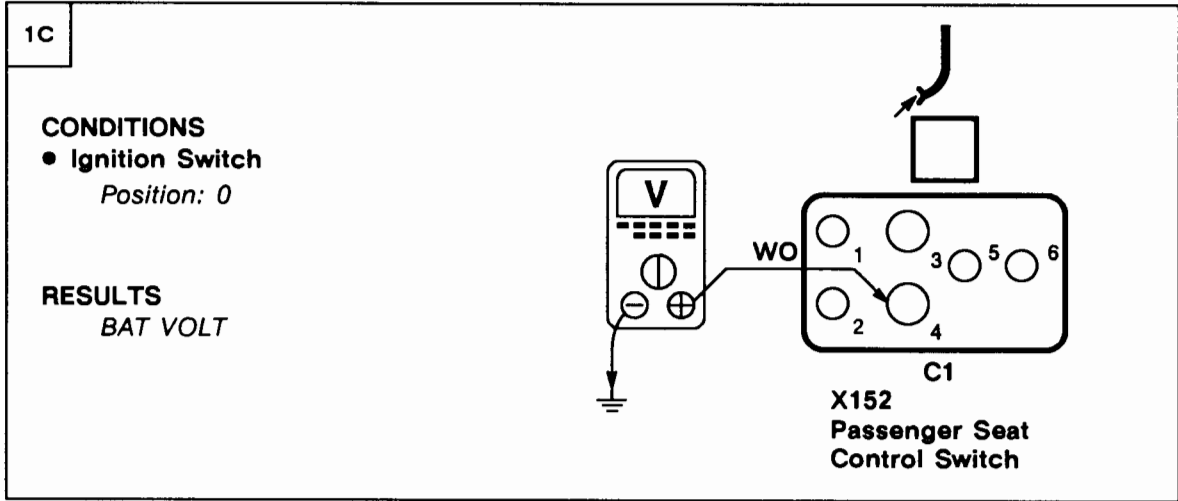 1C
CONDITIONS
● Ignition Switch
Position: 0
RESULTS
BAT VOLT
V
WO
1
3
5
6
2
4
C1
X152
Passenger Seat
Control Switch